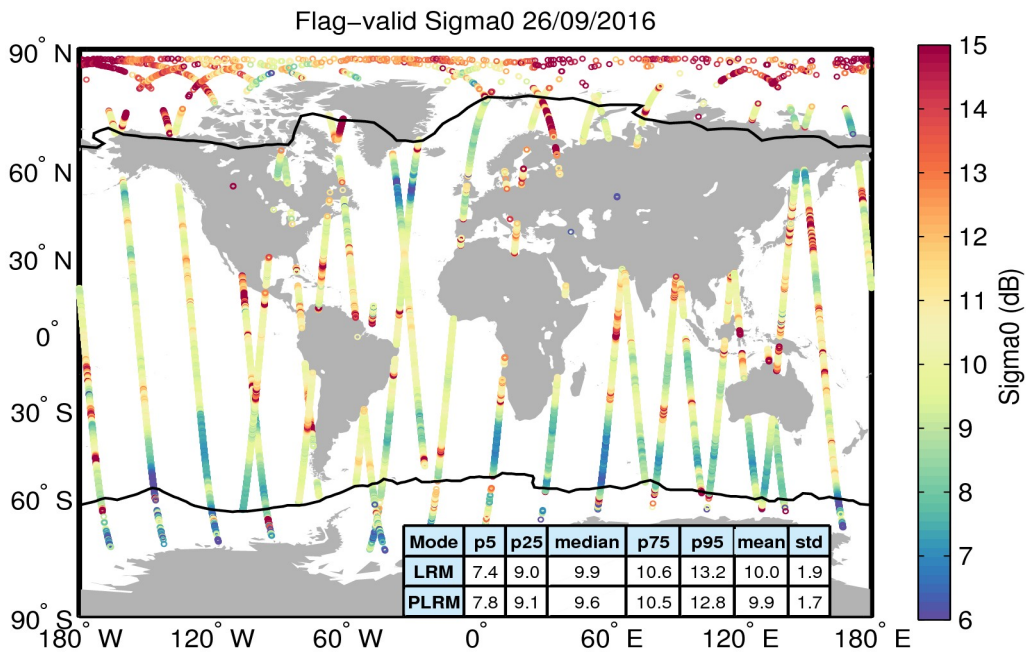 Flag−valid Sigma0 26/09/2016
90° N
60° N
30° N
0°
30° S
60° S
90° S
180° W
120° W
60° W
0°
60° E
120° E
180° E
Mode p5 p25 median p75 p95 mean std
LRM 7.4 9.0 9.9 10.6 13.2 10.0 1.9
PLRM 7.8 9.1 9.6 10.5 12.8 9.9 1.7
15
14
13
12
11
10
9
8
7
6
Sigma0 (dB)